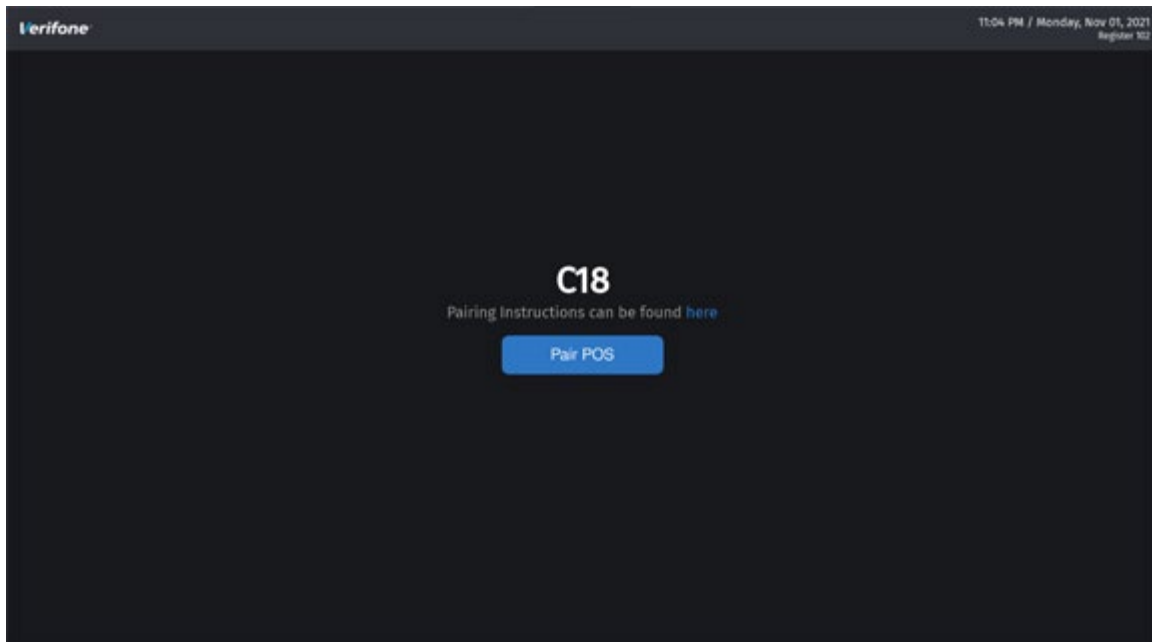 Verifone
11:04 PM / Monday, Nov 01, 2021
Register 102
C18
Pairing Instructions can be found here
Pair POS